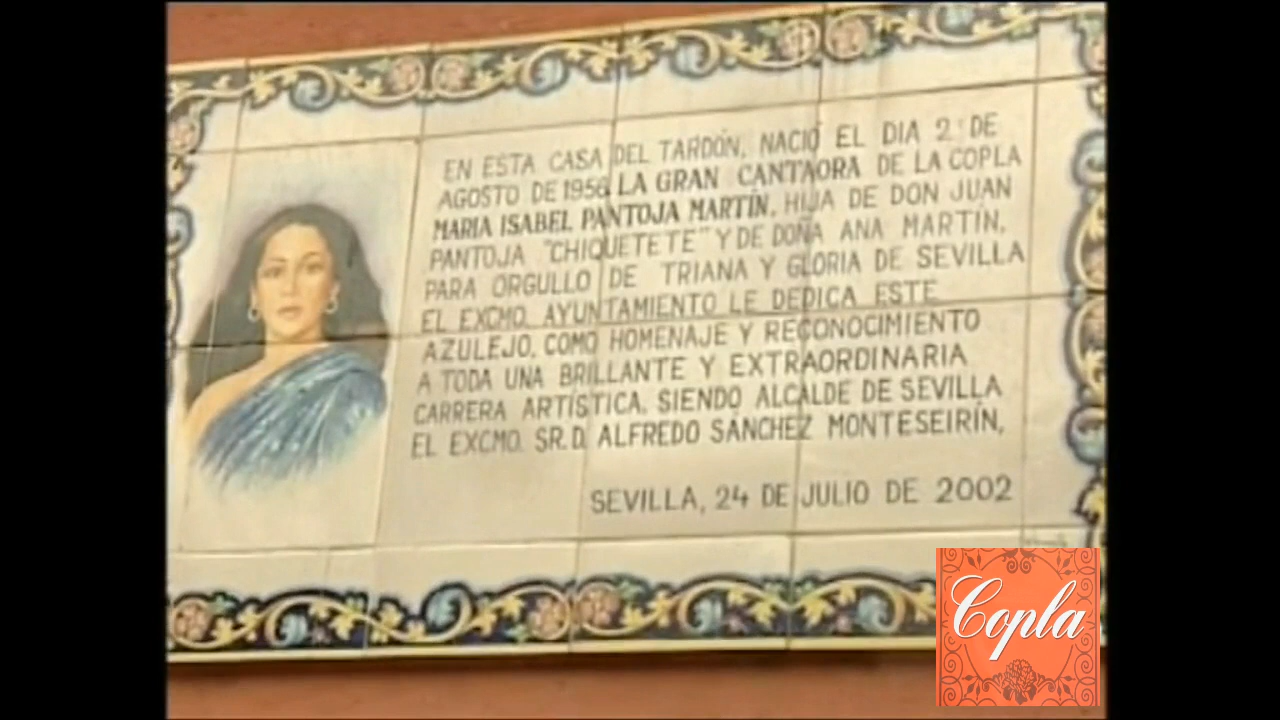 EN ESTA CASA DEL TARDÓN, NACIÓ EL DIA 2 DE
AGOSTO DE 1956 LA GRAN CANTAORA DE LA COPLA
MARIA ISABEL PANTOJA MARTÍN, HIJA DE DON JUAN
PANTOJA "CHIQUETETE" Y DE DOÑA ANA MARTÍN,
PARA ORGULLO DE TRIANA Y GLORIA DE SEVILLA
EL EXCMO. AYUNTAMIENTO LE DEDICA ESTE
AZULEJO, COMO HOMENAJE Y RECONOCIMIENTO
A TODA UNA BRILLANTE Y EXTRAORDINARIA
CARRERA ARTÍSTICA, SIENDO ALCALDE DE SEVILLA
EL EXCMO. SR. D. ALFREDO SÁNCHEZ MONTESEIRÍN,
SEVILLA, 24 DE JULIO DE 2002
Copla